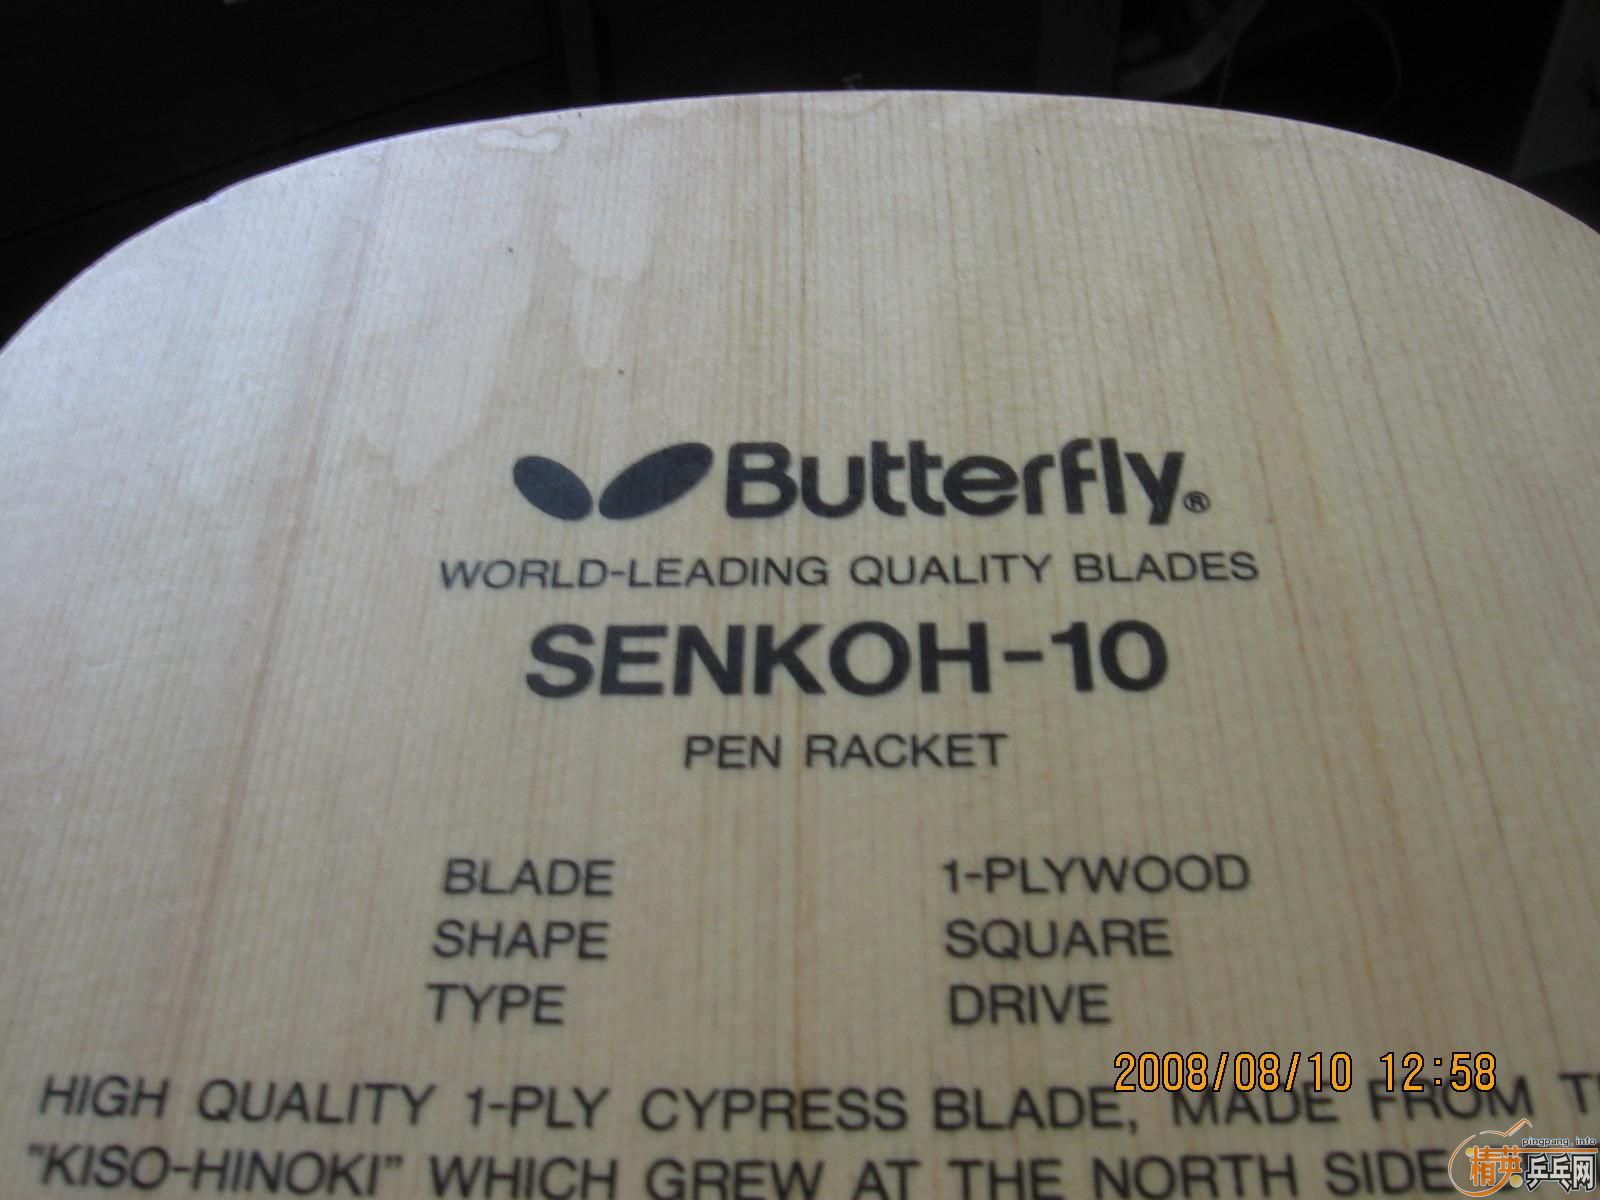 Butterfly®
WORLD-LEADING QUALITY BLADES
SENKOH-10
PEN RACKET
BLADE 1-PLYWOOD
SHAPE SQUARE
TYPE DRIVE
2008/08/10 12:58
HIGH QUALITY 1-PLY CYPRESS BLADE, MADE FROM
"KISO-HINOKI" WHICH GREW AT THE NORTH SIDE
pingpang.info
精英乒乓网